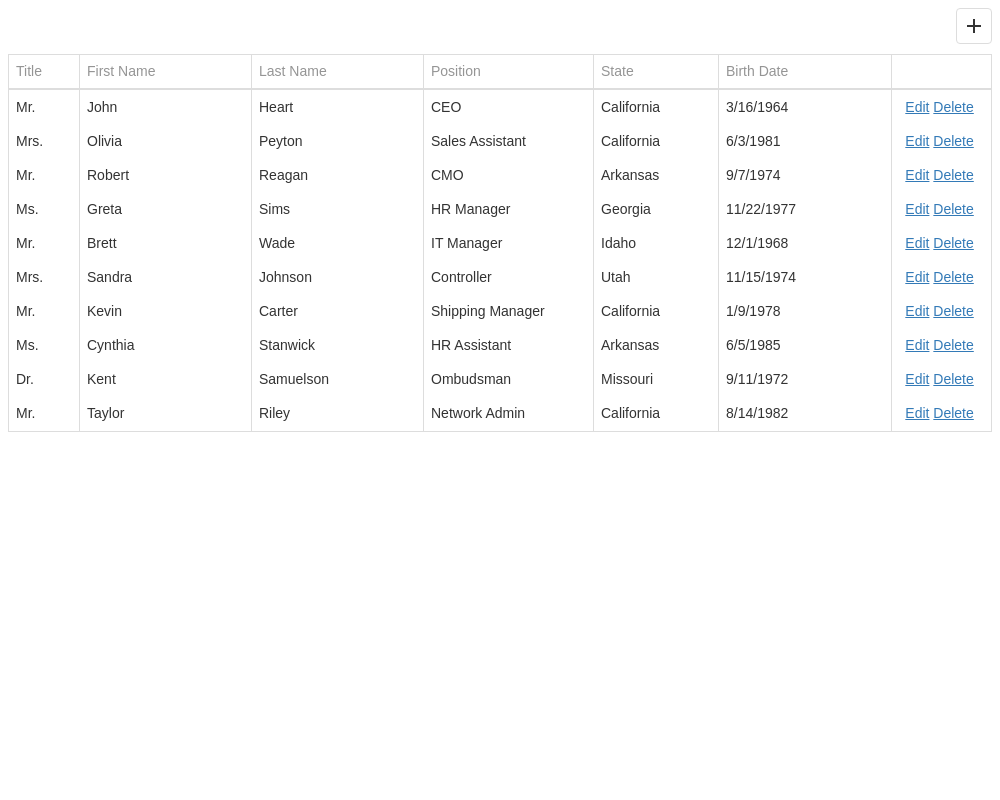 Title First Name Last Name Position State Birth Date
Mr. John Heart CEO California 3/16/1964 Edit Delete
Mrs. Olivia Peyton Sales Assistant California 6/3/1981 Edit Delete
Mr. Robert Reagan CMO Arkansas 9/7/1974 Edit Delete
Ms. Greta Sims HR Manager Georgia 11/22/1977 Edit Delete
Mr. Brett Wade IT Manager Idaho 12/1/1968 Edit Delete
Mrs. Sandra Johnson Controller Utah 11/15/1974 Edit Delete
Mr. Kevin Carter Shipping Manager California 1/9/1978 Edit Delete
Ms. Cynthia Stanwick HR Assistant Arkansas 6/5/1985 Edit Delete
Dr. Kent Samuelson Ombudsman Missouri 9/11/1972 Edit Delete
Mr. Taylor Riley Network Admin California 8/14/1982 Edit Delete